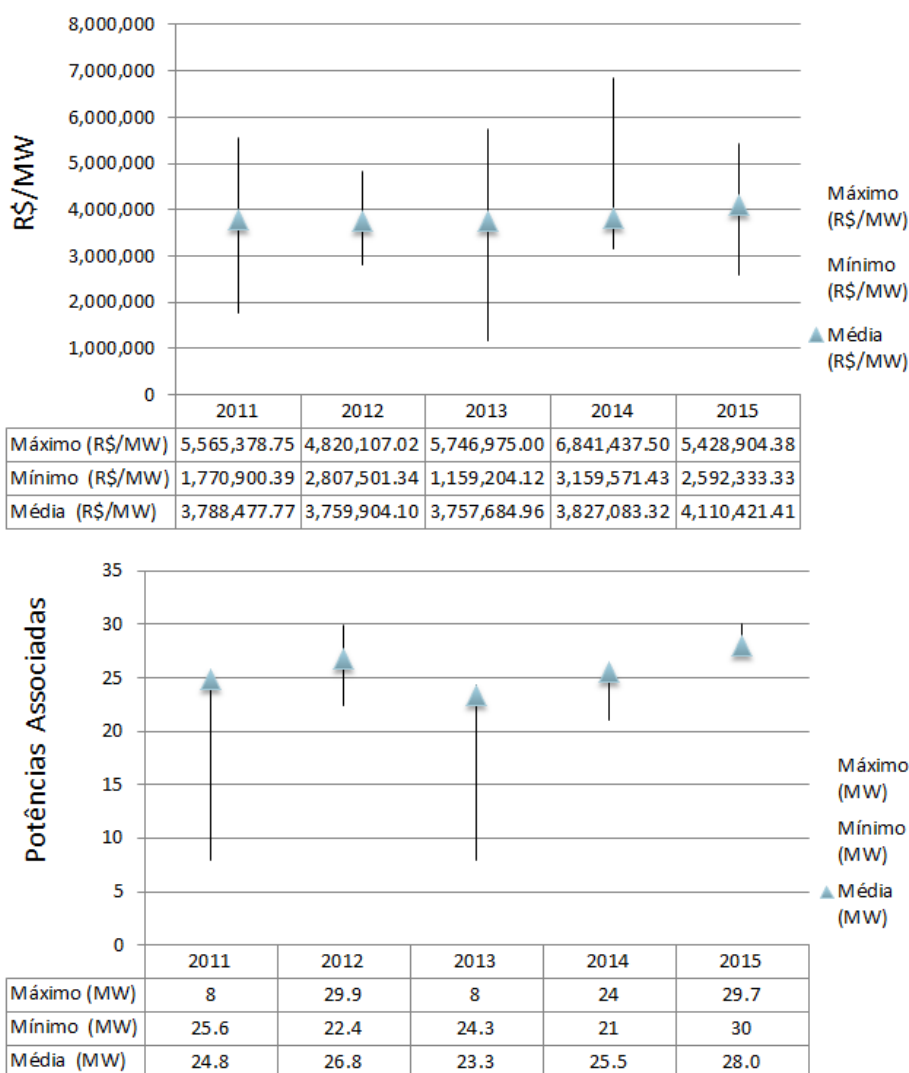 8,000,000
7,000,000
6,000,000
5,000,000
4,000,000
3,000,000
2,000,000
1,000,000
0
R$/MW
Máximo
(R$/MW)
Mínimo
(R$/MW)
Média
(R$/MW)
2011 2012 2013 2014 2015
Máximo (R$/MW) 5,565,378.75 4,820,107.02 5,746,975.00 6,841,437.50 5,428,904.38
Mínimo (R$/MW) 1,770,900.39 2,807,501.34 1,159,204.12 3,159,571.43 2,592,333.33
Média (R$/MW) 3,788,477.77 3,759,904.10 3,757,684.96 3,827,083.32 4,110,421.41
35
30
25
20
15
10
5
0
Potências Associadas
Máximo
(MW)
Mínimo
(MW)
Média
(MW)
2011 2012 2013 2014 2015
Máximo (MW) 8 29.9 8 24 29.7
Mínimo (MW) 25.6 22.4 24.3 21 30
Média (MW) 24.8 26.8 23.3 25.5 28.0